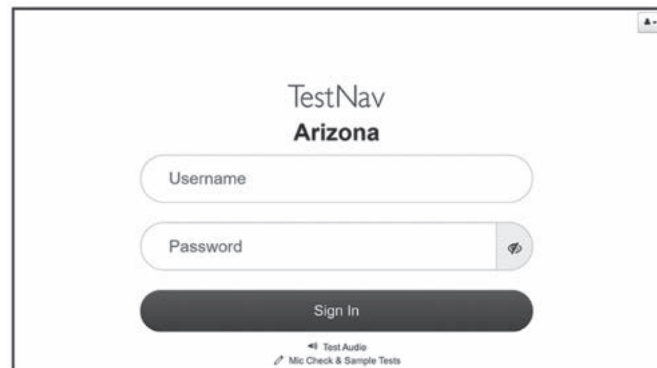 TestNav
Arizona
Username
Password
Sign In
Test Audio
Mic Check & Sample Tests